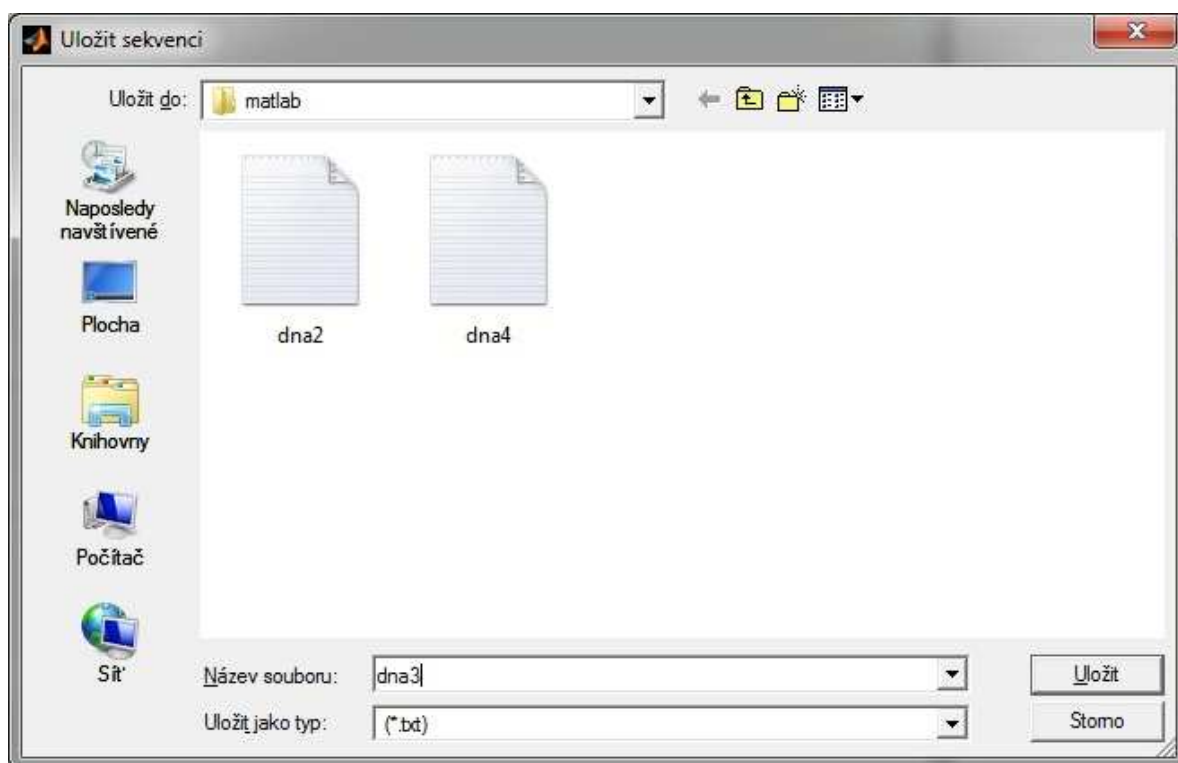 Uložit sekvenci
Uložit do:
matlab
Naposledy
navštívené
Plocha
Knihovny
Počítač
Síť
dna2
dna4
Název souboru:
dna3
Uložit
Uložit jako typ:
(*.txt)
Storno